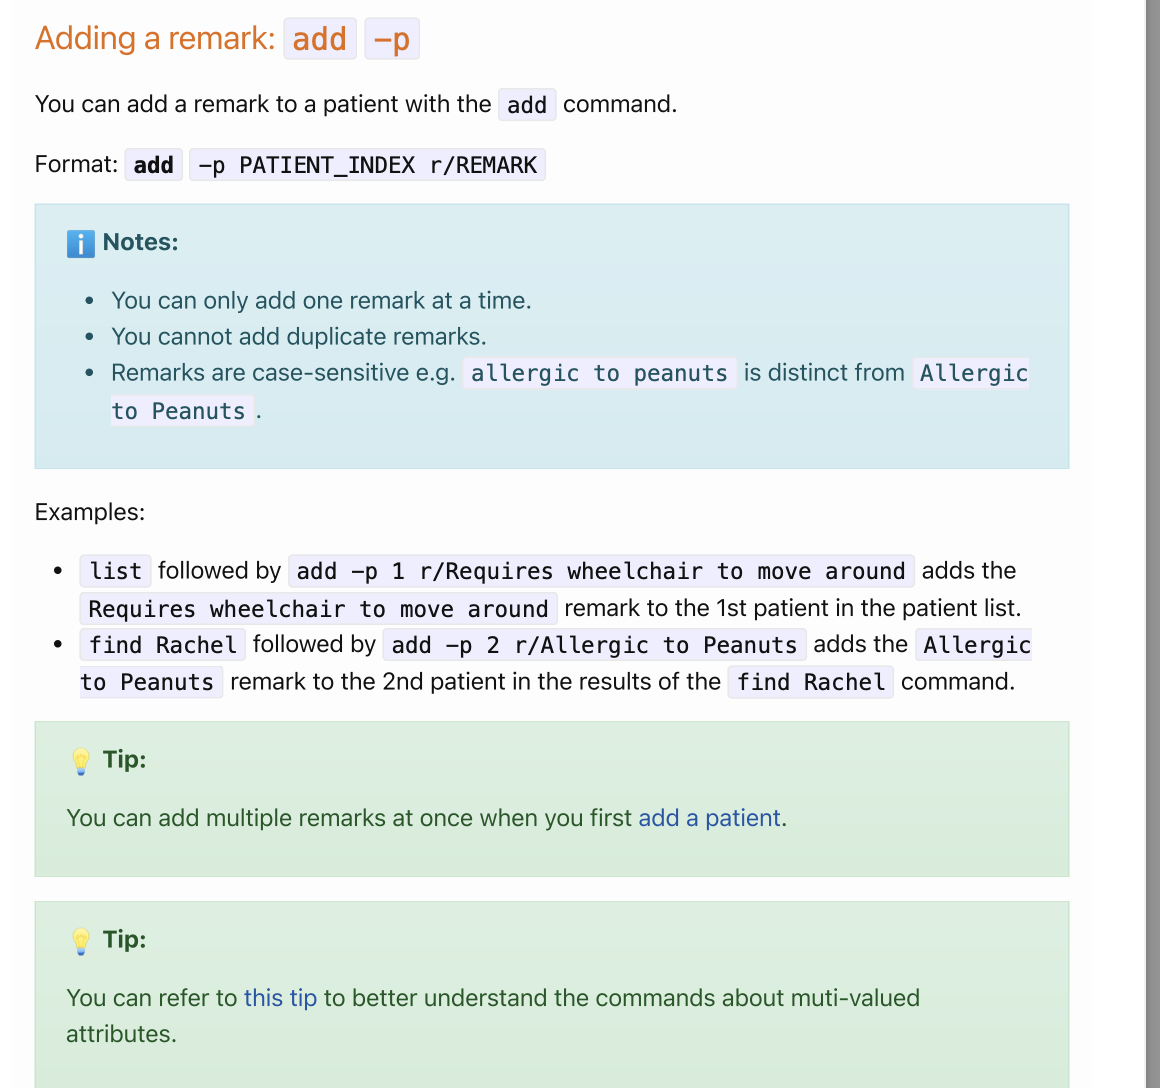 Adding a remark: add -p
You can add a remark to a patient with the add command.
Format: add -p PATIENT_INDEX r/REMARK
Notes:
• You can only add one remark at a time.
• You cannot add duplicate remarks.
• Remarks are case-sensitive e.g. allergic to peanuts is distinct from Allergic
to Peanuts .
Examples:
• list followed by add -p 1 r/Requires wheelchair to move around adds the
Requires wheelchair to move around remark to the 1st patient in the patient list.
• find Rachel followed by add -p 2 r/Allergic to Peanuts adds the Allergic
to Peanuts remark to the 2nd patient in the results of the find Rachel command.
Tip:
You can add multiple remarks at once when you first add a patient.
Tip:
You can refer to this tip to better understand the commands about muti-valued
attributes.